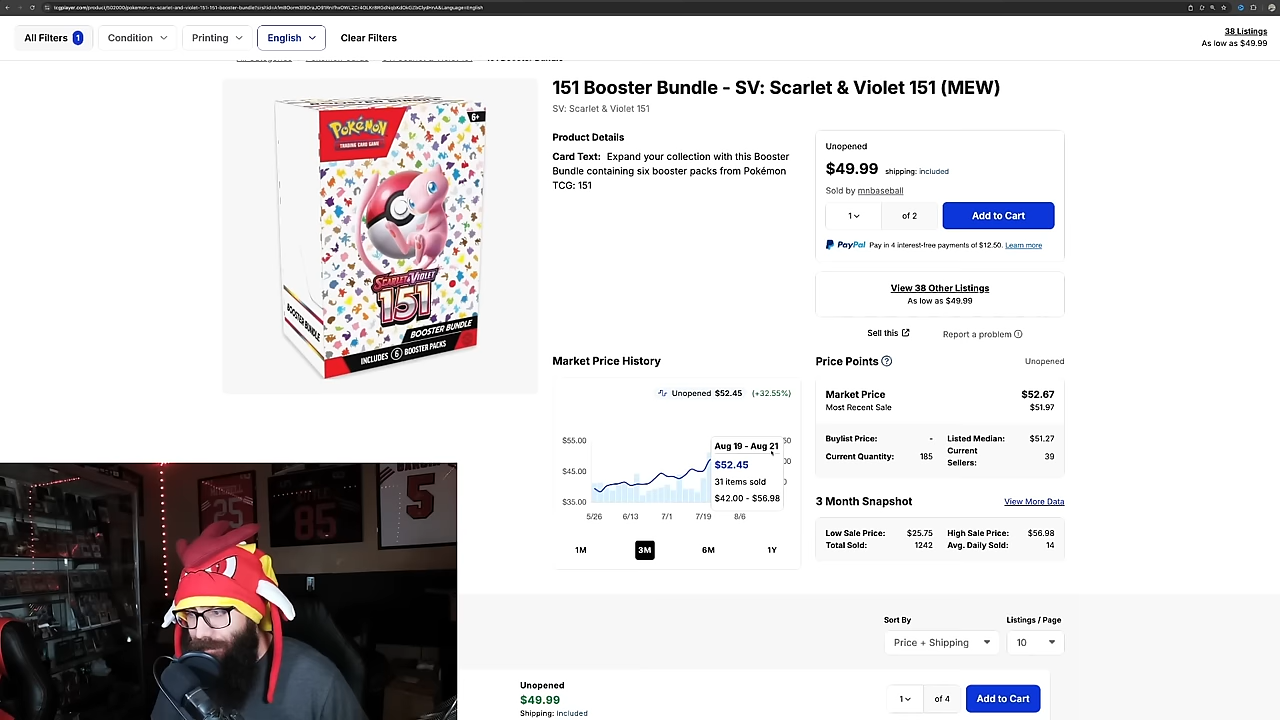 All Filters 1
Condition
Printing
English
Clear Filters
38 Listings
As low as $49.99
151 Booster Bundle - SV: Scarlet & Violet 151 (MEW)
SV: Scarlet & Violet 151
Product Details
Card Text: Expand your collection with this Booster
Bundle containing six booster packs from Pokémon
TCG: 151
Unopened
$49.99 shipping: included
Sold by mnbaseball
1 of 2 Add to Cart
PayPal Pay in 4 interest-free payments of $12.50. Learn more
View 38 Other Listings
As low as $49.99
Sell this
Report a problem
Pokémon
TRADING CARD GAME
6+
SCARLET & VIOLET
151
BOOSTER BUNDLE
INCLUDES 6 BOOSTER PACKS
BOOSTER BUNDLE
Market Price History
Unopened $52.45 (+32.55%)
$55.00
$45.00
$35.00
Aug 19 - Aug 21
$52.45
31 items sold
$42.00 - $56.98
5/26 6/13 7/1 7/19 8/6
1M 3M 6M 1Y
Price Points
Unopened
Market Price $52.67
Most Recent Sale $51.97
Buylist Price: -
Listed Median: $51.27
Current Quantity: 185
Current
Sellers: 39
3 Month Snapshot
View More Data
Low Sale Price: $25.75
High Sale Price: $56.98
Total Sold: 1242
Avg. Daily Sold: 14
Sort By
Listings / Page
Price + Shipping
10
Unopened
$49.99
Shipping: Included
1 of 4 Add to Cart
25
85
5